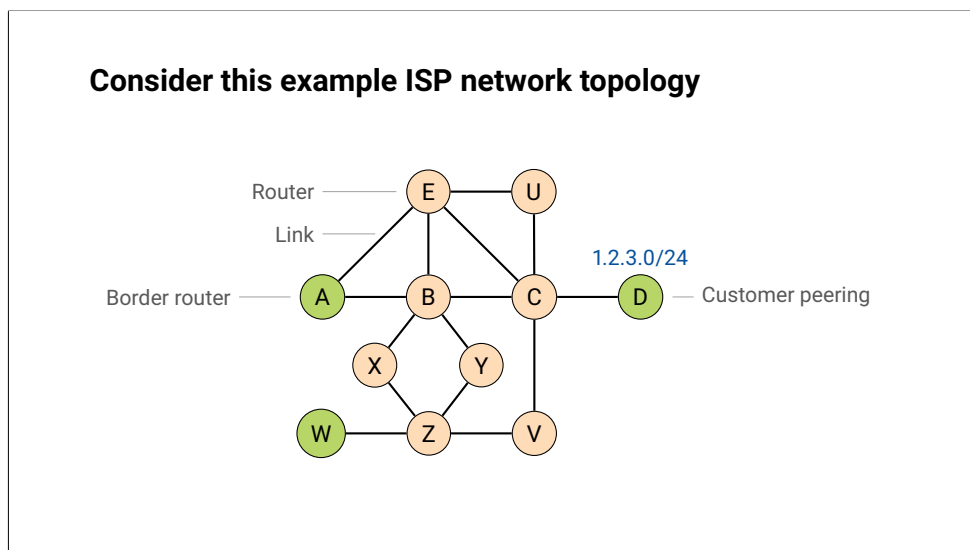 Consider this example ISP network topology
Router
E
U
Link
1.2.3.0/24
Border router
A
B
C
D
Customer peering
X
Y
W
Z
V